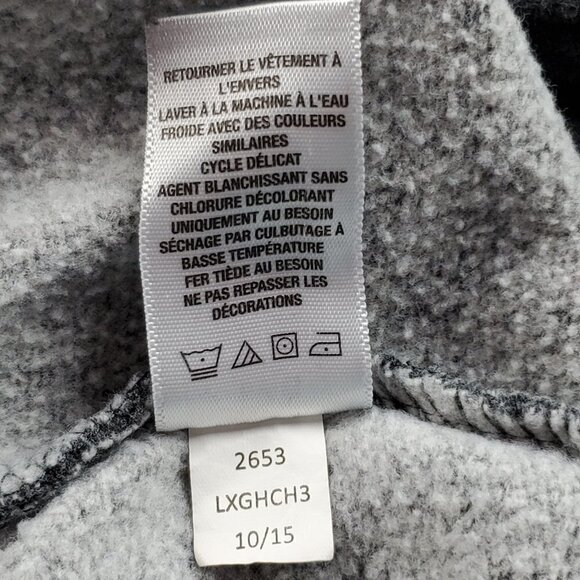 RETOURNER LE VÊTEMENT À
L'ENVERS
LAVER À LA MACHINE À L'EAU
FROIDE AVEC DES COULEURS
SIMILAIRES
CYCLE DÉLICAT
AGENT BLANCHISSANT SANS
CHLORURE DÉCOLORANT
UNIQUEMENT AU BESOIN
SÉCHAGE PAR CULBUTAGE À
BASSE TEMPÉRATURE
FER TIÈDE AU BESOIN
NE PAS REPASSER LES
DÉCORATIONS
2653
LXGHCH3
10/15